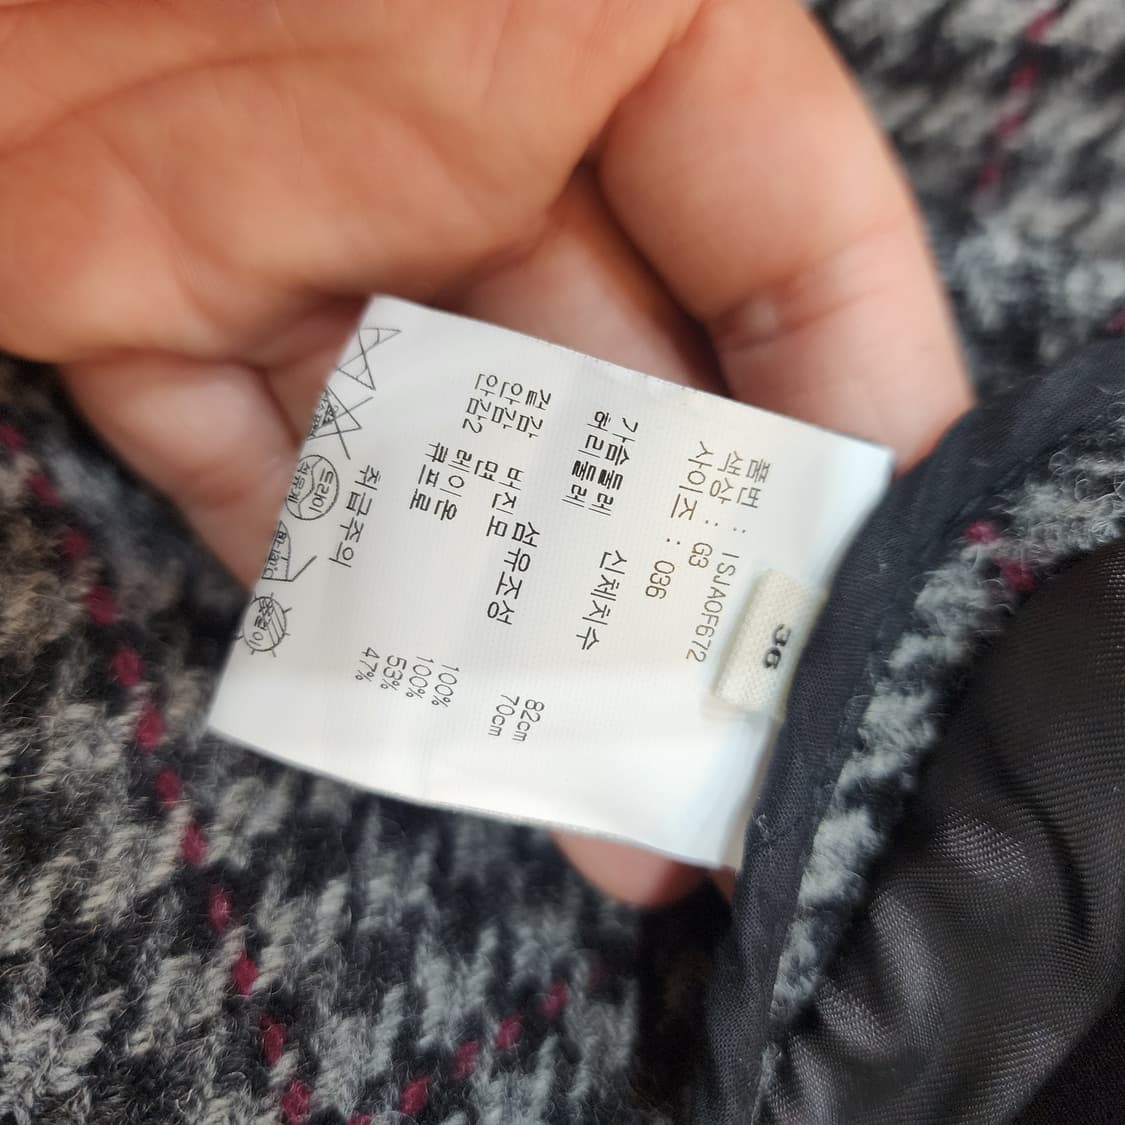 36
품번 : ISJA0F672
색상 : G3
사이즈 : 036
신체치수
가슴둘레 82cm
허리둘레 70cm
섬유조성
겉감 버진모 100%
안감 면 100%
안감2 레이온 53%
큐프로 47%
취급주의
드라이
석유계
옷걸이